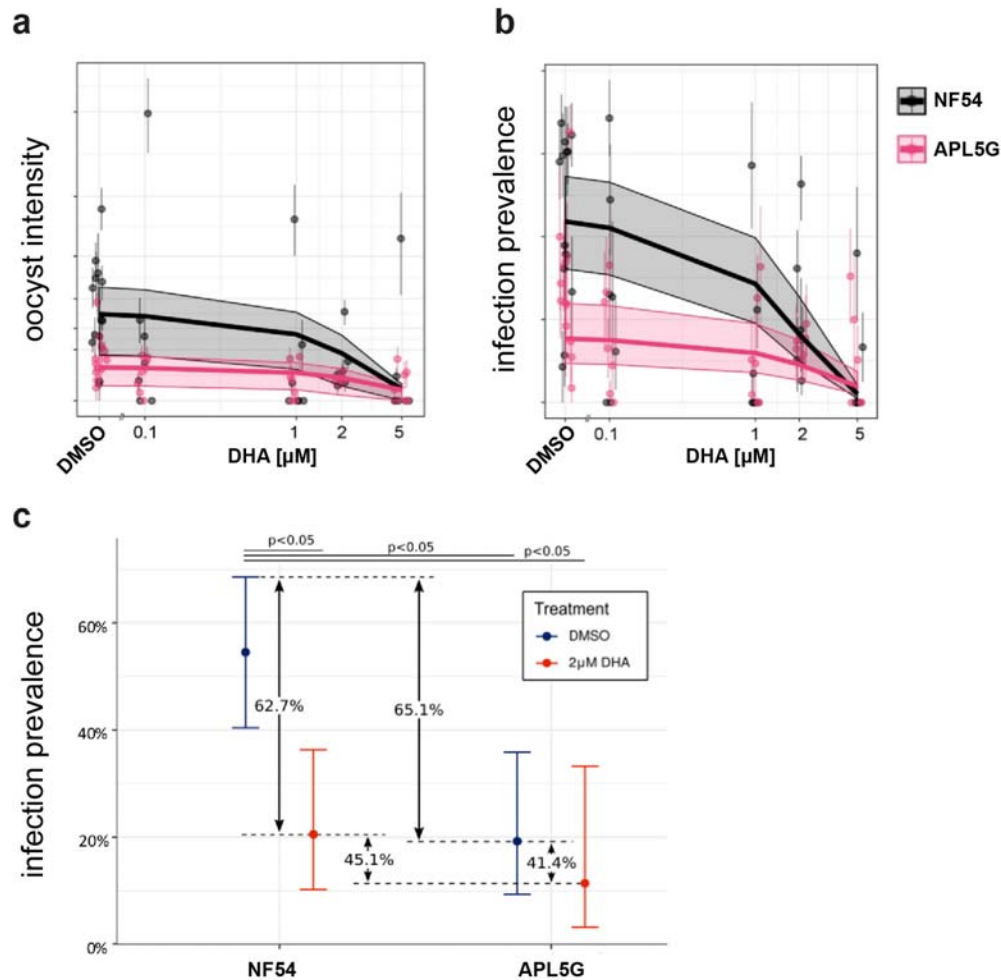 a
oocyst intensity
DMSO
0.1
1
2
5
DHA [µM]
b
infection prevalence
DMSO
0.1
1
2
5
DHA [µM]
NF54
APL5G
c
infection prevalence
p<0.05
p<0.05
p<0.05
60%
40%
20%
0%
62.7%
65.1%
45.1%
41.4%
Treatment
DMSO
2µM DHA
NF54
APL5G